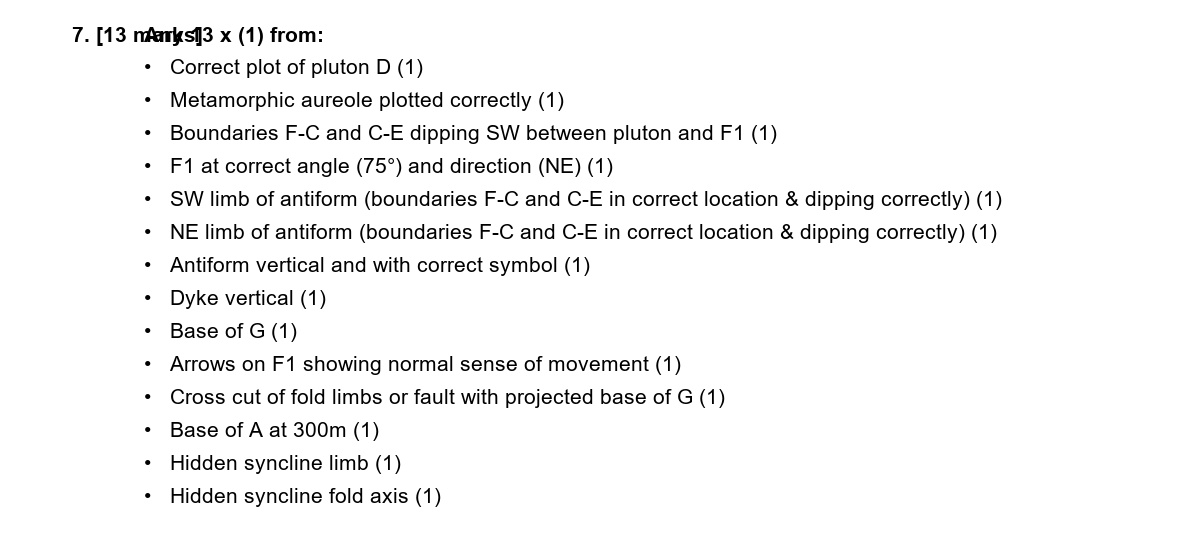 7. [13 marks] Any 13 x (1) from:
• Correct plot of pluton D (1)
• Metamorphic aureole plotted correctly (1)
• Boundaries F-C and C-E dipping SW between pluton and F1 (1)
• F1 at correct angle (75°) and direction (NE) (1)
• SW limb of antiform (boundaries F-C and C-E in correct location & dipping correctly) (1)
• NE limb of antiform (boundaries F-C and C-E in correct location & dipping correctly) (1)
• Antiform vertical and with correct symbol (1)
• Dyke vertical (1)
• Base of G (1)
• Arrows on F1 showing normal sense of movement (1)
• Cross cut of fold limbs or fault with projected base of G (1)
• Base of A at 300m (1)
• Hidden syncline limb (1)
• Hidden syncline fold axis (1)